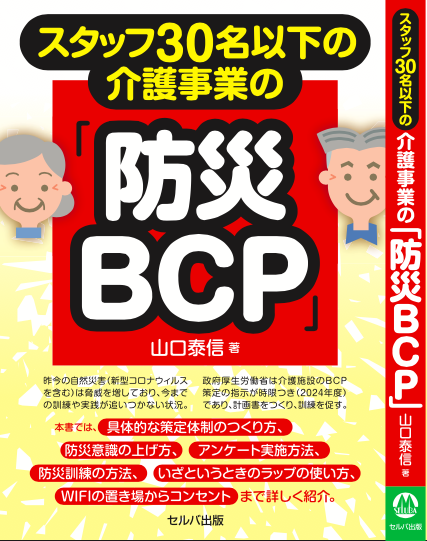 スタッフ30名以下の
介護事業の
「防災
BCP」
山口泰信 著
昨今の自然災害(新型コロナウィルス
を含む)は脅威を増しており、今まで
の訓練や実践が追いつかない状況。
政府厚生労働省は介護施設のBCP
策定の指示が時限つき(2024年度)
であり、計画書をつくり、訓練を促す。
本書では、具体的な策定体制のつくり方、
防災意識の上げ方、アンケート実施方法、
防災訓練の方法、いざというときのラップの使い方、
WIFIの置き場からコンセントまで詳しく紹介。
セルバ出版
スタッフ30名以下の介護事業の「防災BCP」
山口泰信 著
SELUBA
セルバ出版